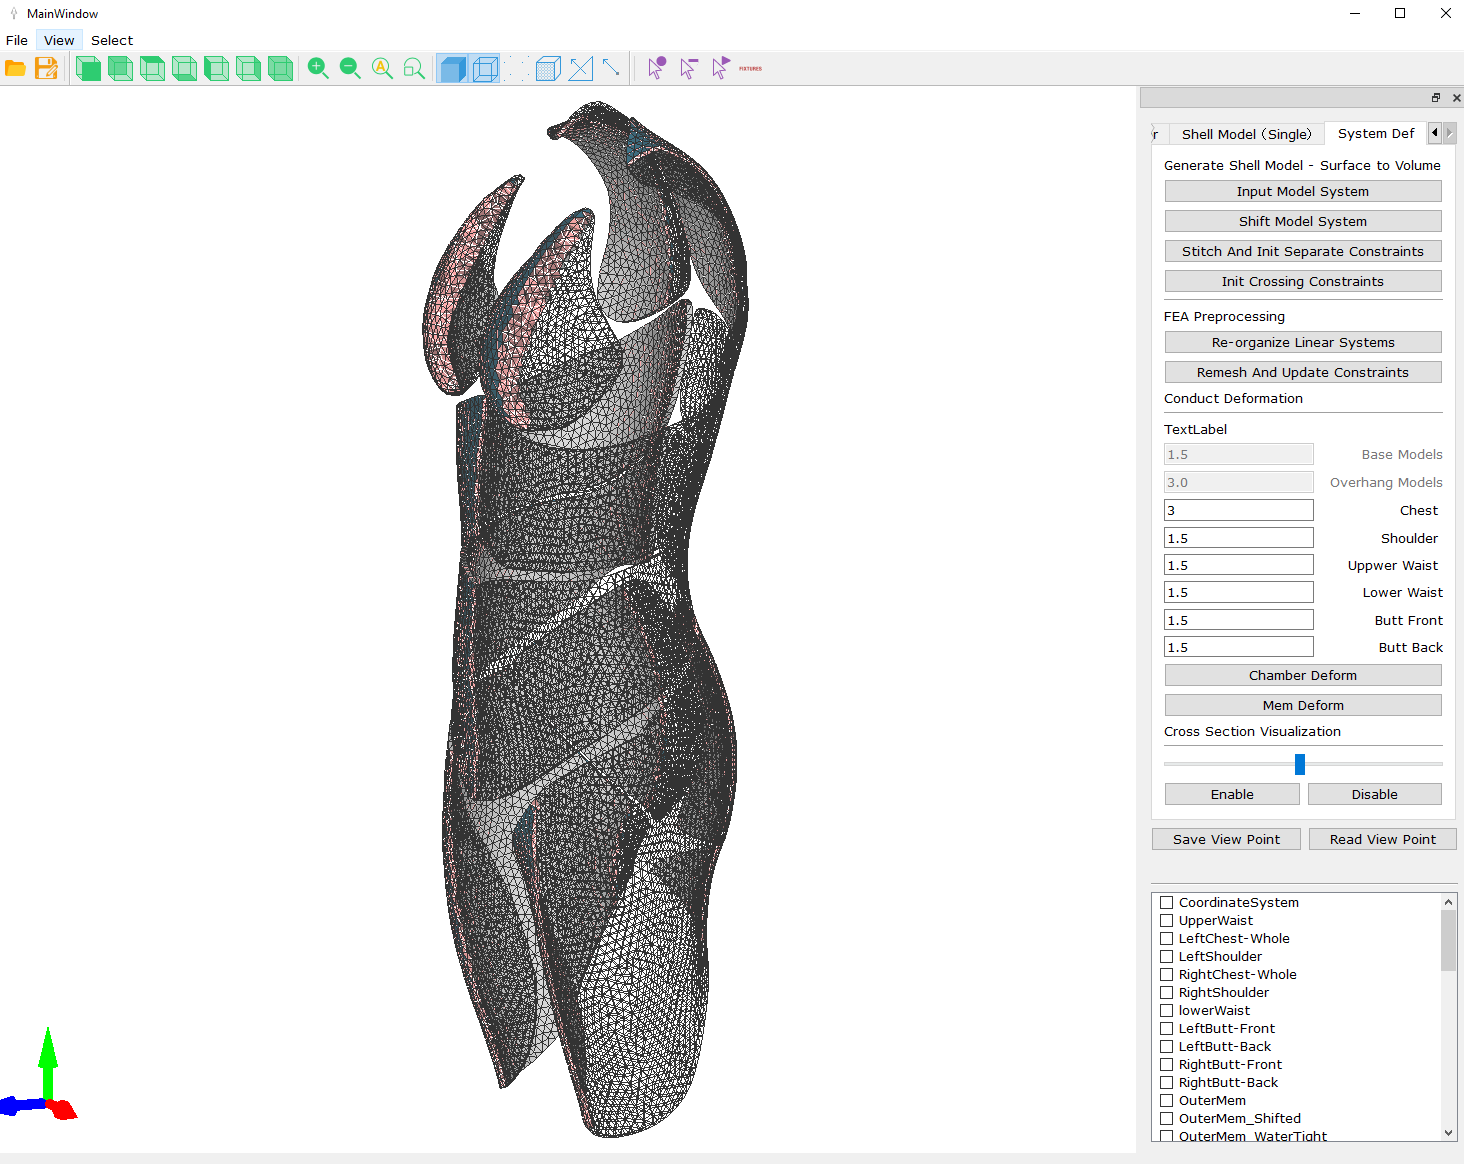 MainWindow
File View Select
A
FIXTURES
r Shell Model (Single) System Def
Generate Shell Model - Surface to Volume
Input Model System
Shift Model System
Stitch And Init Separate Constraints
Init Crossing Constraints
FEA Preprocessing
Re-organize Linear Systems
Remesh And Update Constraints
Conduct Deformation
TextLabel
1.5 Base Models
3.0 Overhang Models
3 Chest
1.5 Shoulder
1.5 Uppwer Waist
1.5 Lower Waist
1.5 Butt Front
1.5 Butt Back
Chamber Deform
Mem Deform
Cross Section Visualization
Enable Disable
Save View Point Read View Point
CoordinateSystem
UpperWaist
LeftChest-Whole
LeftShoulder
RightChest-Whole
RightShoulder
lowerWaist
LeftButt-Front
LeftButt-Back
RightButt-Front
RightButt-Back
OuterMem
OuterMem_Shifted
OuterMem_WaterTight